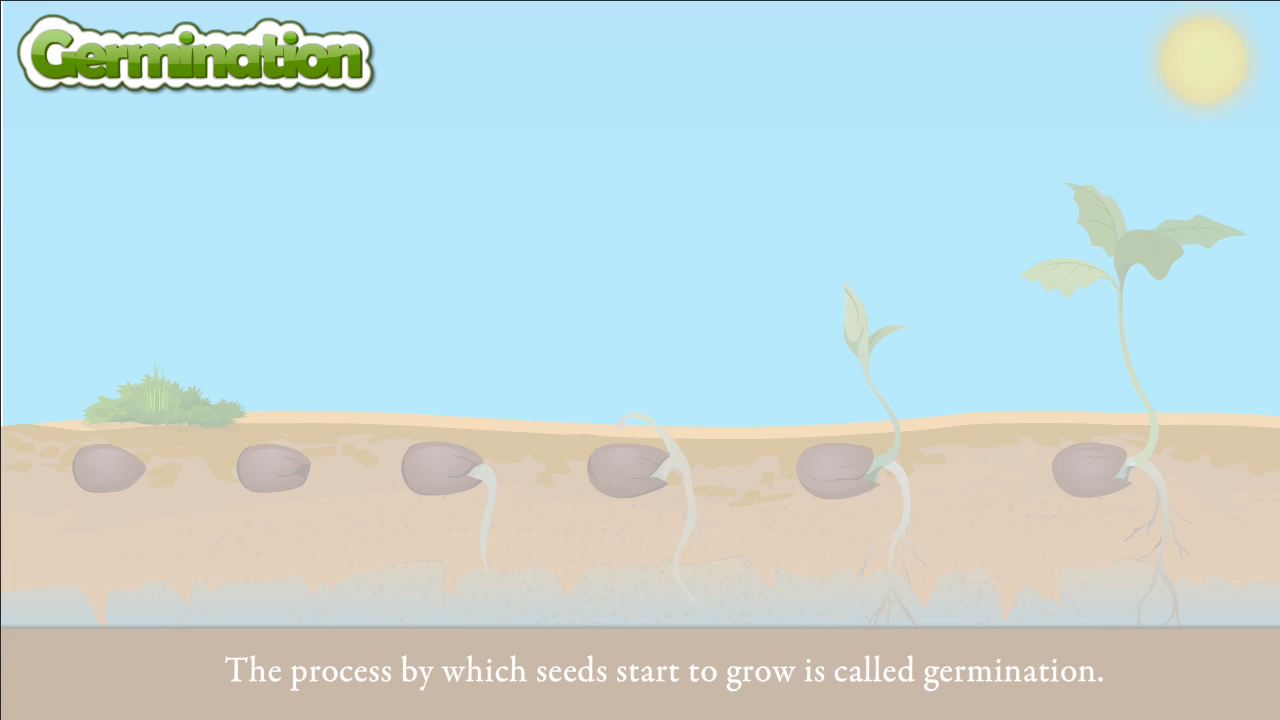 Germination
The process by which seeds start to grow is called germination.